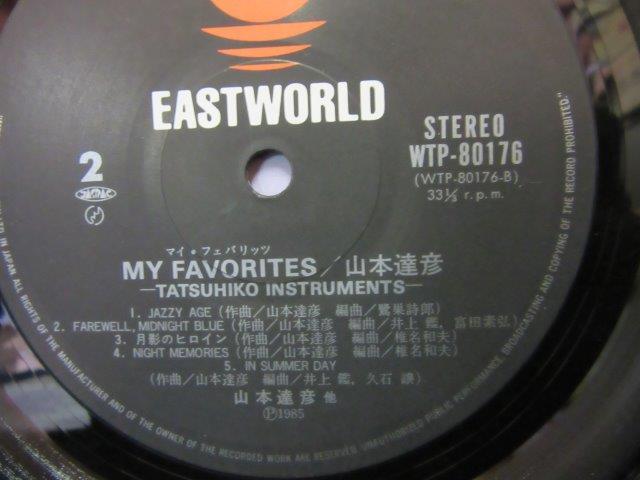 EASTWORLD
2
JASRAC
STEREO
WTP-80176
(WTP-80176-B)
33⅓ r.p.m.
マイ・フェバリッツ
MY FAVORITES/山本達彦
—TATSUHIKO INSTRUMENTS—
1. JAZZY AGE (作曲/山本達彦 編曲/鷺巣詩郎)
2. FAREWELL, MIDNIGHT BLUE (作曲/山本達彦 編曲/井上 鑑, 富田素弘)
3. 月影のヒロイン (作曲/山本達彦 編曲/椎名和夫)
4. NIGHT MEMORIES (作曲/山本達彦 編曲/椎名和夫)
5. IN SUMMER DAY
(作曲/山本達彦 編曲/井上 鑑, 久石 譲)
山本達彦 他
Ⓟ1985
IN JAPAN ALL RIGHTS OF THE MANUFACTURER AND OF THE OWNER OF THE RECORDED WORK ARE RESERVED. UNAUTHORIZED PUBLIC PERFORMANCE, BROADCASTING AND COPYING OF THE RECORD PROHIBITED."